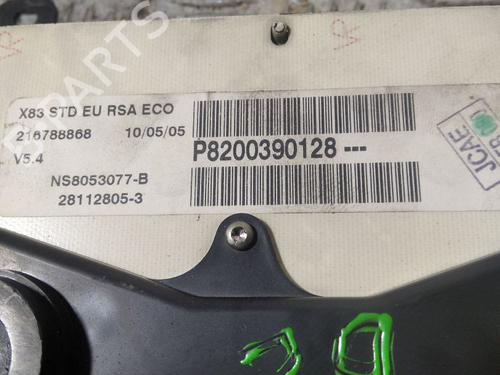 X83 STD EU RSA ECO
216788868 10/05/05
V5.4
P8200390128 ---
NS8053077-B
28112805-3
JCAE